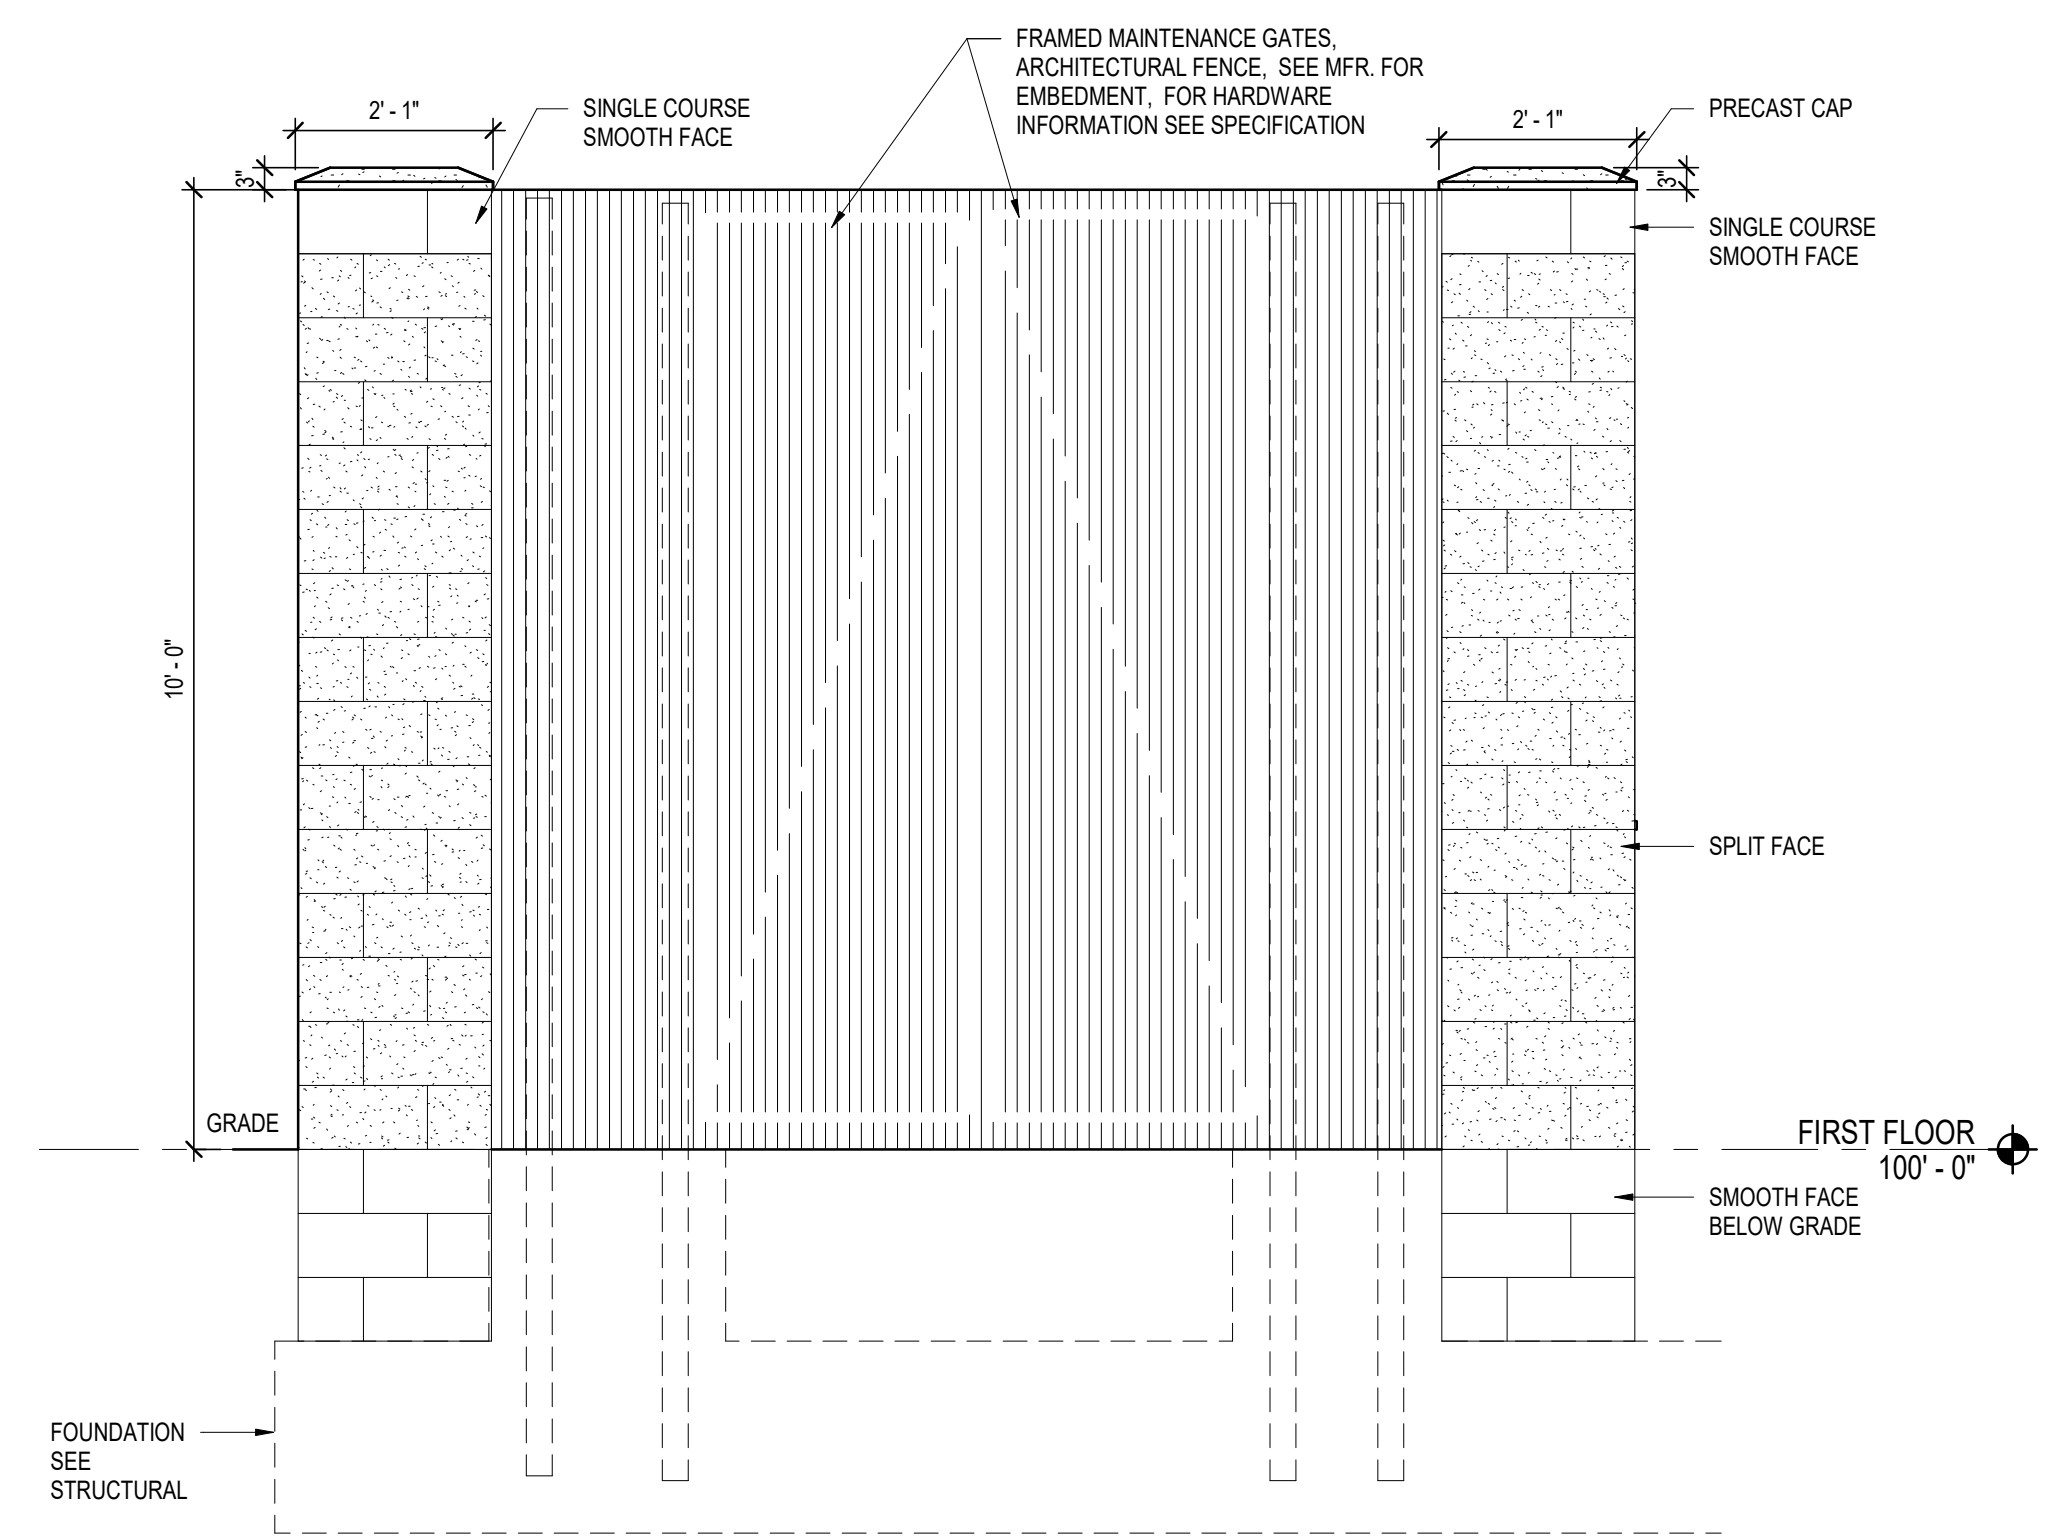 FRAMED MAINTENANCE GATES,
ARCHITECTURAL FENCE, SEE MFR. FOR
EMBEDMENT, FOR HARDWARE
INFORMATION SEE SPECIFICATION
2' - 1"
SINGLE COURSE
SMOOTH FACE
2' - 1"
PRECAST CAP
3"
3"
SINGLE COURSE
SMOOTH FACE
10' - 0"
SPLIT FACE
GRADE
FIRST FLOOR
100' - 0"
SMOOTH FACE
BELOW GRADE
FOUNDATION
SEE
STRUCTURAL